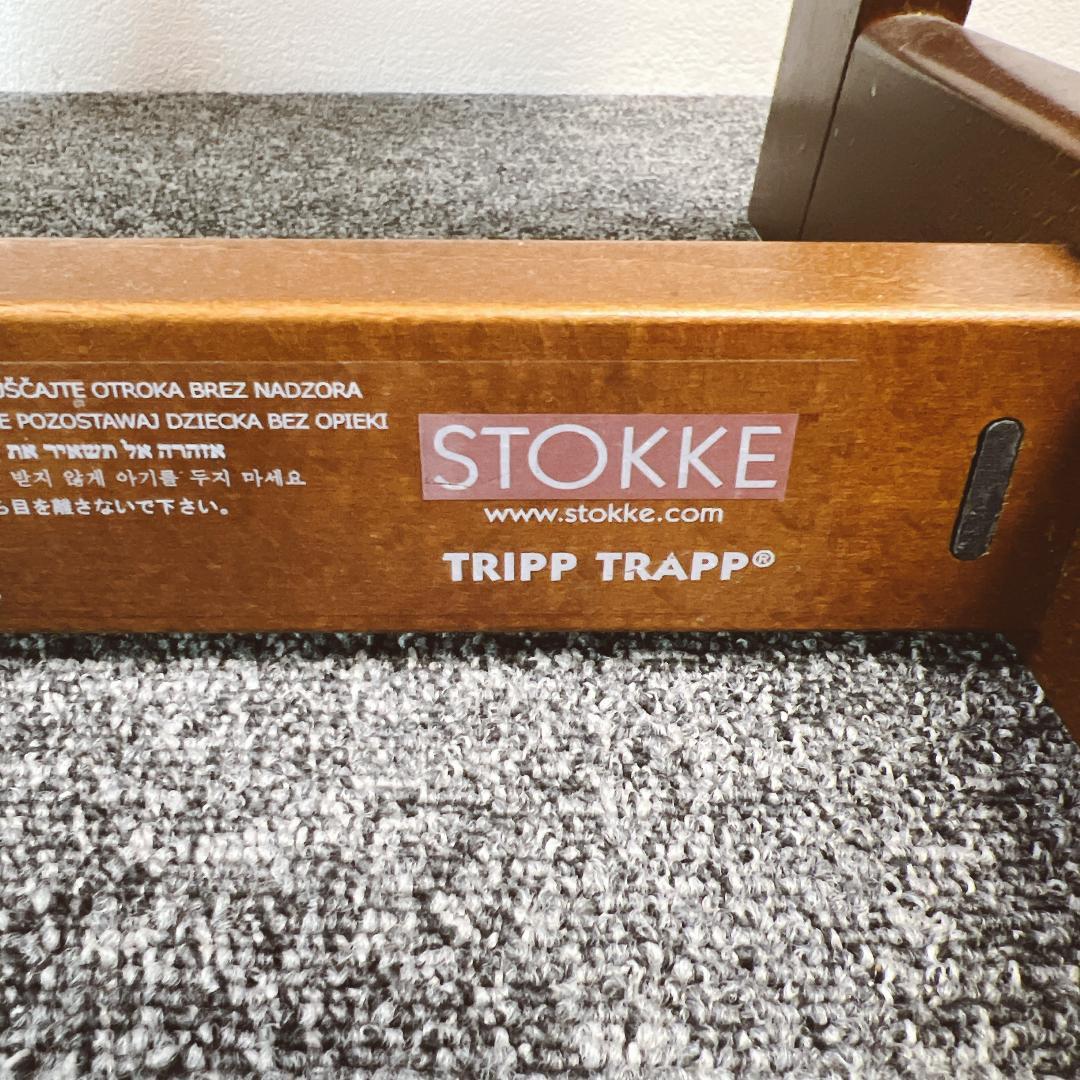 OTROKA BREZ NADZORA
POZOSTAWAJ DZIECKA BEZ OPIEKI
אזהרה אל תשאיר את
받지 않게 아기를 두지 마세요
目を離さないで下さい。
STOKKE
www.stokke.com
TRIPP TRAPP®